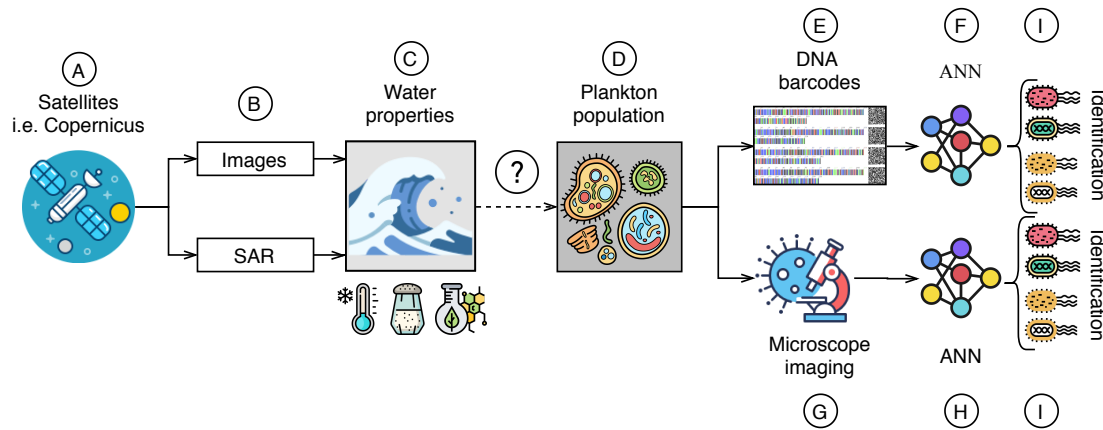 A
Satellites
i.e. Copernicus
B
Images
SAR
C
Water
properties
?
D
Plankton
population
E
DNA
barcodes
F
ANN
I
Identification
G
Microscope
imaging
H
ANN
I
Identification